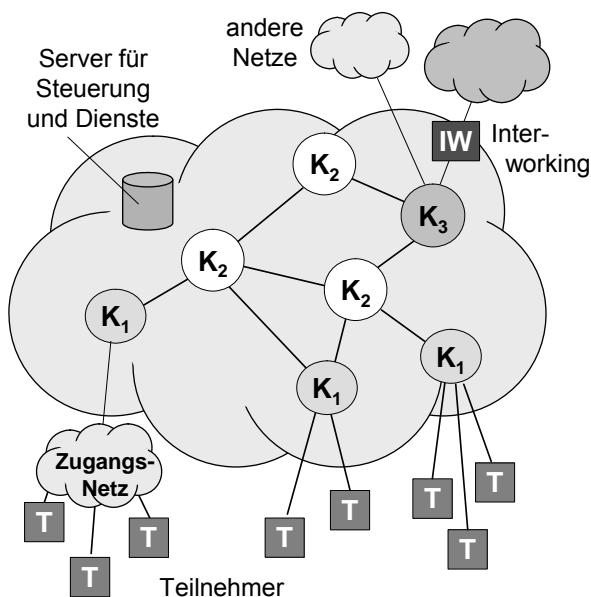 andere
Netze
Server für
Steuerung
und Dienste
IW
Inter-
working
K₂
K₃
K₂
K₂
K₁
K₁
K₁
Zugangs-
Netz
T
T
T
T
T
T
T
T
Teilnehmer